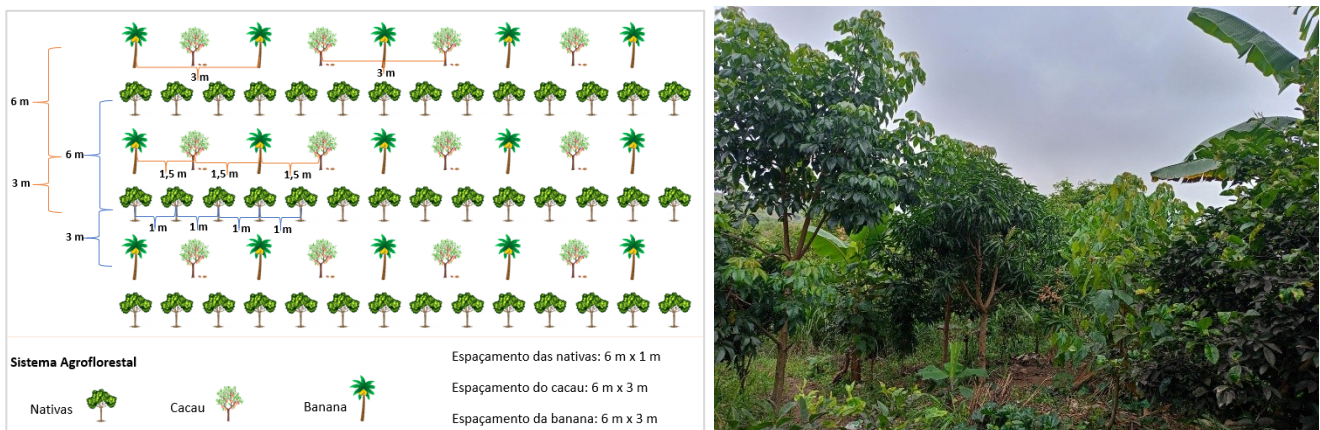 3 m
3 m
6 m
6 m
1,5 m
1,5 m
1,5 m
3 m
1 m
1 m
1 m
1 m
3 m
Sistema Agroflorestal
Nativas
Cacau
Banana
Espaçamento das nativas: 6 m x 1 m
Espaçamento do cacau: 6 m x 3 m
Espaçamento da banana: 6 m x 3 m